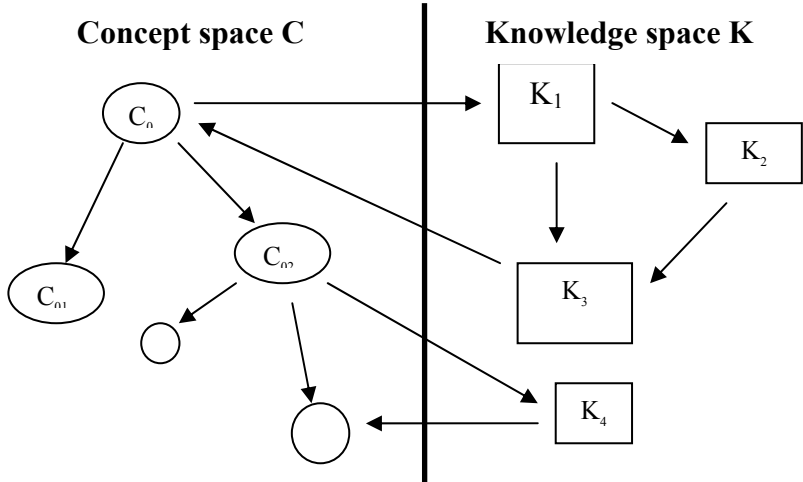 Concept space C
Knowledge space K
C₀
K₁
K₂
C₀₂
K₃
C₀₁
K₄